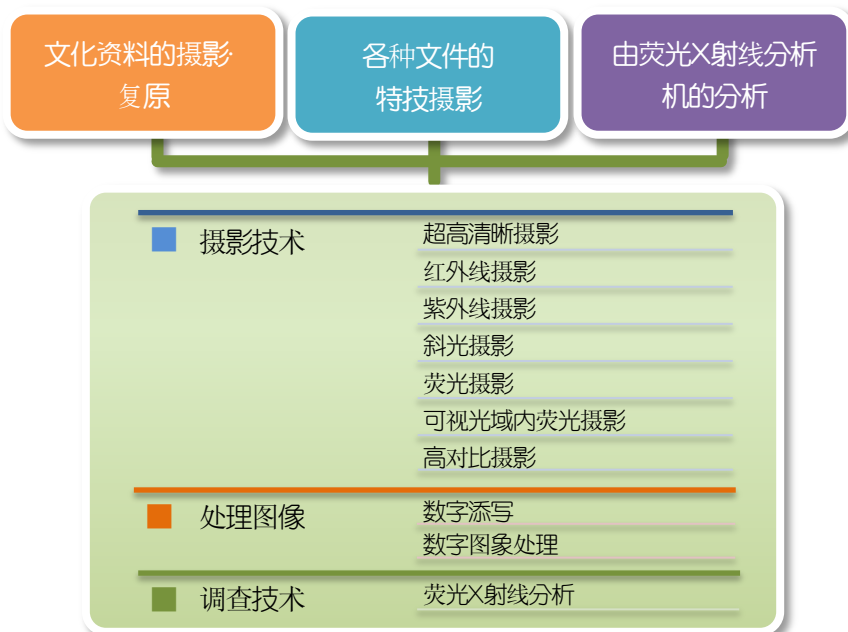 文化资料的摄影·
复原
各种文件的
特技摄影
由荧光X射线分析
机的分析
摄影技术
超高清晰摄影
红外线摄影
紫外线摄影
斜光摄影
荧光摄影
可视光域内荧光摄影
高对比摄影
处理图像
数字添写
数字图象处理
调查技术
荧光X射线分析